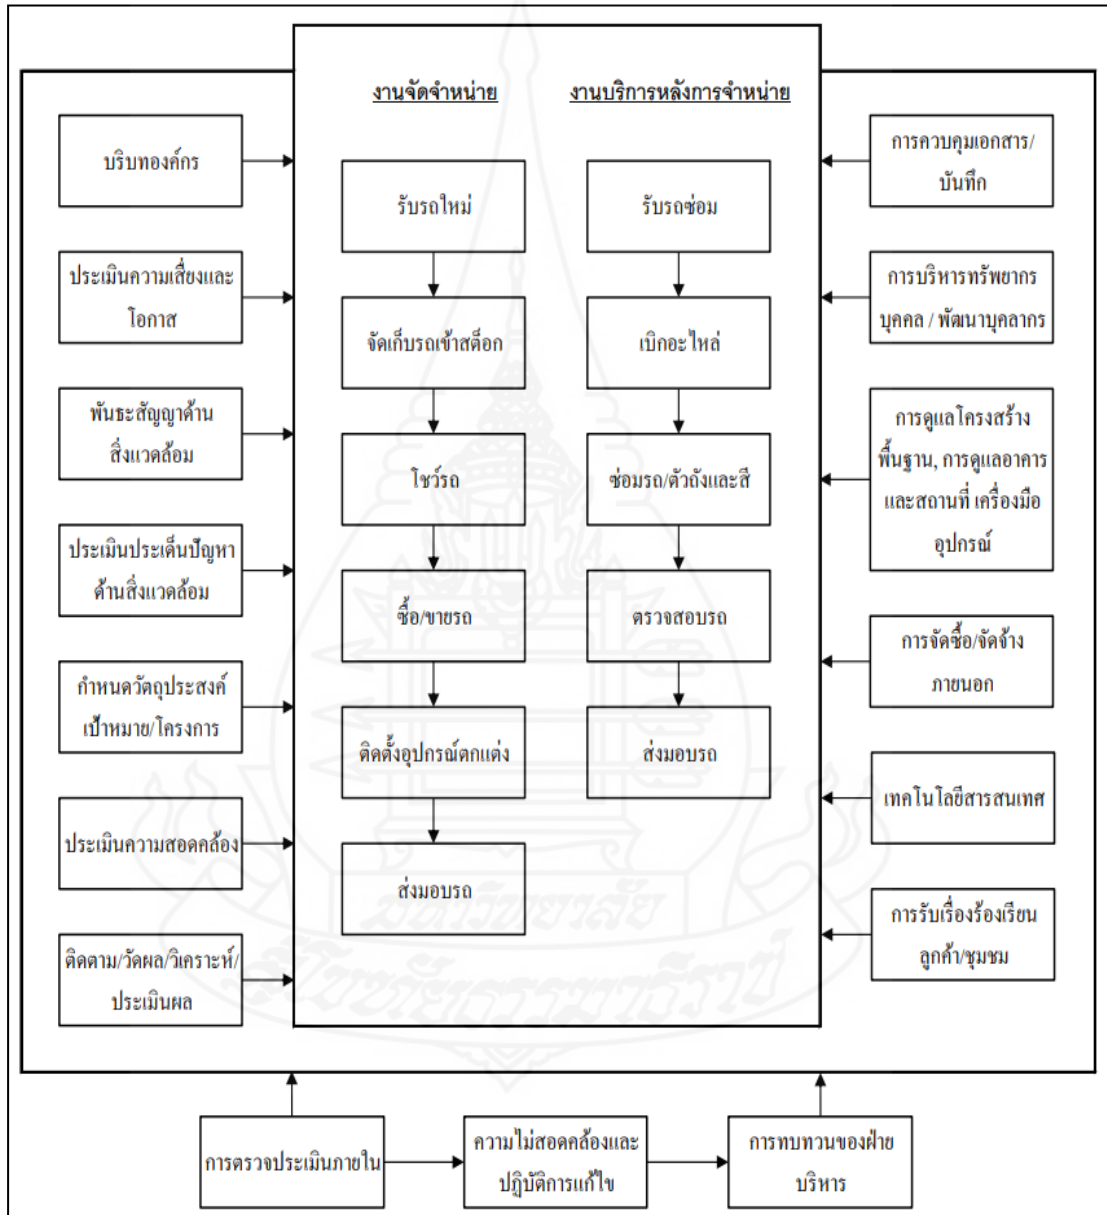 งานจัดจำหน่าย
งานบริการหลังการจำหน่าย
บริบทองค์กร
ประเมินความเสี่ยงและ
โอกาส
พันธะสัญญาด้าน
สิ่งแวดล้อม
ประเมินประเด็นปัญหา
ด้านสิ่งแวดล้อม
กำหนดวัตถุประสงค์
เป้าหมาย/โครงการ
ประเมินความสอดคล้อง
ติดตาม/วัดผล/วิเคราะห์/
ประเมินผล
รับรถใหม่
จัดเก็บรถเข้าสต็อก
โชว์รถ
ซื้อ/ขายรถ
ติดตั้งอุปกรณ์ตกแต่ง
ส่งมอบรถ
รับรถซ่อม
เบิกอะไหล่
ซ่อมรถ/ตัวถังและสี
ตรวจสอบรถ
ส่งมอบรถ
การควบคุมเอกสาร/
บันทึก
การบริหารทรัพยากร
บุคคล / พัฒนาบุคลากร
การดูแลโครงสร้าง
พื้นฐาน, การดูแลอาคาร
และสถานที่ เครื่องมือ
อุปกรณ์
การจัดซื้อ/จัดจ้าง
ภายนอก
เทคโนโลยีสารสนเทศ
การรับเรื่องร้องเรียน
ลูกค้า/ชุมชม
การตรวจประเมินภายใน
ความไม่สอดคล้องและ
ปฏิบัติการแก้ไข
การทบทวนของฝ่าย
บริหาร
มหาวิทยาลัย
สุโขทัยธรรมาธิราช